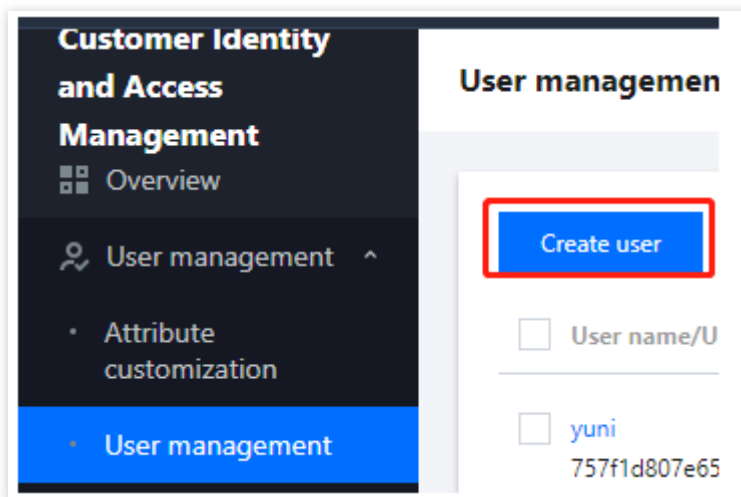 Customer Identity
and Access
Management
Overview
User management
Attribute
customization
User management
User managemen
Create user
User name/U
yuni
757f1d807e65